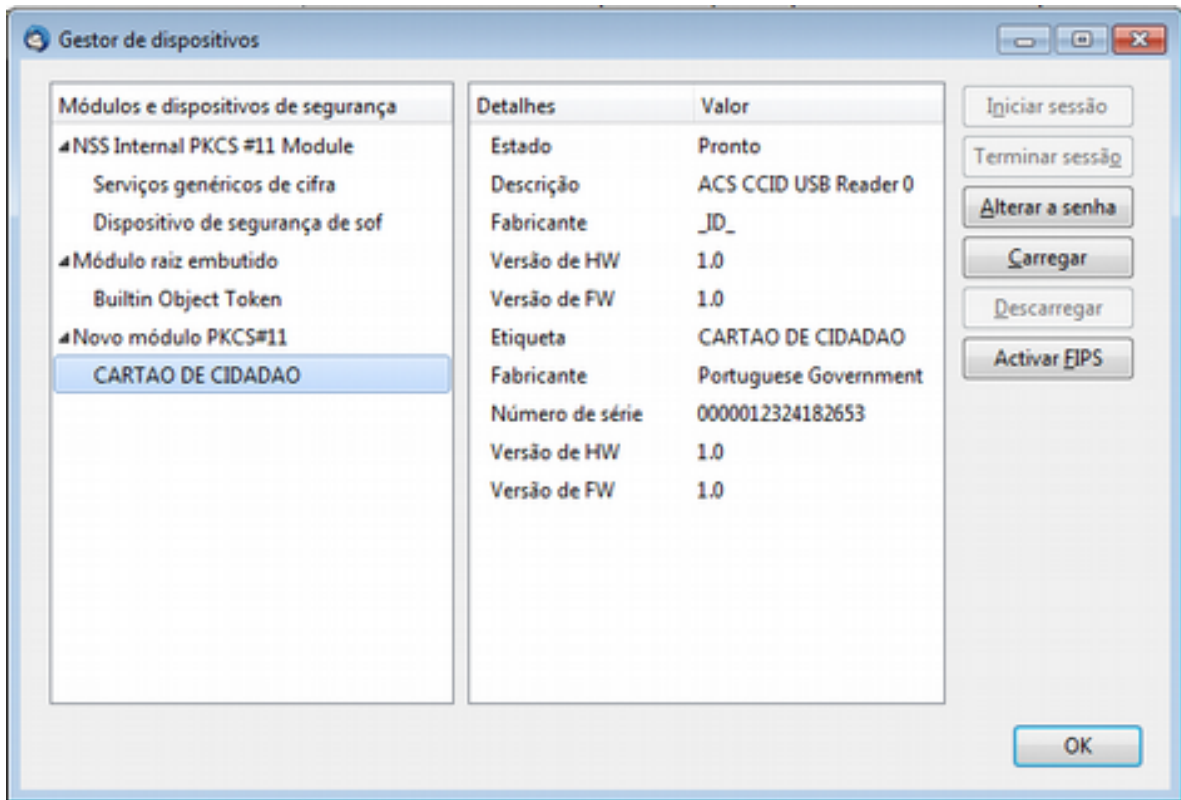 Gestor de dispositivos
Módulos e dispositivos de segurança
NSS Internal PKCS #11 Module
Serviços genéricos de cifra
Dispositivo de segurança de sof
Módulo raiz embutido
Builtin Object Token
Novo módulo PKCS#11
CARTAO DE CIDADAO
Detalhes Valor
Estado Pronto
Descrição ACS CCID USB Reader 0
Fabricante _ID_
Versão de HW 1.0
Versão de FW 1.0
Etiqueta CARTAO DE CIDADAO
Fabricante Portuguese Government
Número de série 0000012324182653
Versão de HW 1.0
Versão de FW 1.0
Iniciar sessão
Terminar sessão
Alterar a senha
Carregar
Descarregar
Activar FIPS
OK